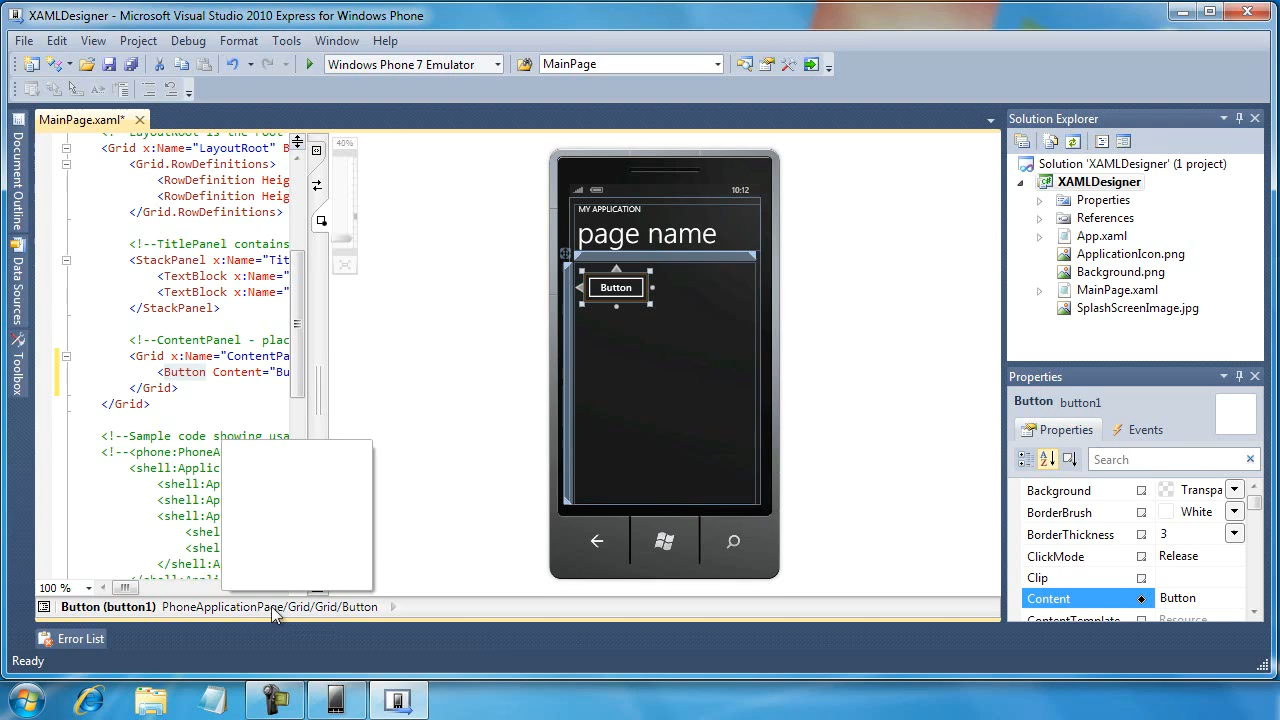 XAMLDesigner - Microsoft Visual Studio 2010 Express for Windows Phone
File Edit View Project Debug Format Tools Window Help
Windows Phone 7 Emulator
MainPage
Document Outline
Data Sources
Toolbox
MainPage.xaml*
<Grid x:Name="LayoutRoot" B
<Grid.RowDefinitions>
<RowDefinition Heig
<RowDefinition Heig
</Grid.RowDefinitions>
<!--TitlePanel contains
<StackPanel x:Name="Tit
<TextBlock x:Name="
<TextBlock x:Name="
</StackPanel>
<!--ContentPanel - plac
<Grid x:Name="ContentPa
<Button Content="Bu
</Grid>
</Grid>
<!--Sample code showing usa
<!--<phone:PhoneA
<shell:Applic
<shell:Ap
<shell:Ap
<shell:Ap
<shell
<shell
</shell:A
100 %
40%
10:12
MY APPLICATION
page name
Button
Button (button1) PhoneApplicationPage/Grid/Grid/Button
Error List
Ready
Solution Explorer
Solution 'XAMLDesigner' (1 project)
XAMLDesigner
Properties
References
App.xaml
ApplicationIcon.png
Background.png
MainPage.xaml
SplashScreenImage.jpg
Properties
Button button1
Properties Events
Search
Background Transpa
BorderBrush White
BorderThickness 3
ClickMode Release
Clip
Content Button
ContentTemplate Resource